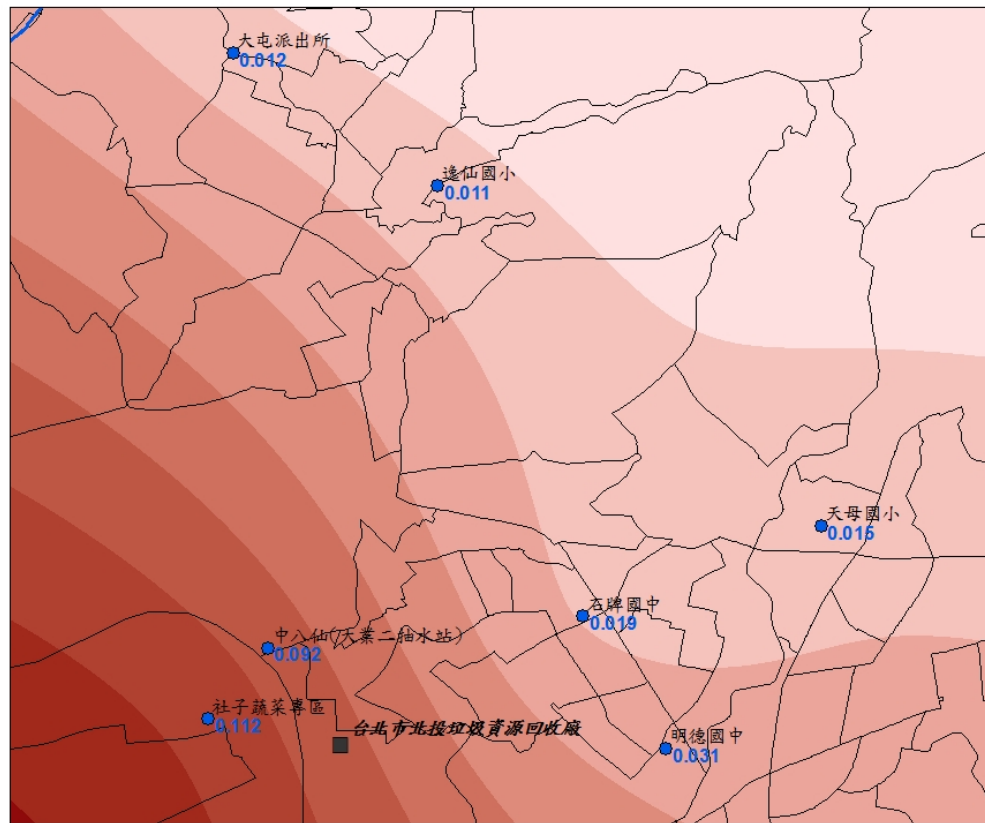 大屯派出所
0.012
逸仙國小
0.011
天母國小
0.015
石牌國中
0.019
中八仙(大業二抽水站)
0.092
社子蔬菜專區
0.112
台北市北投垃圾資源回收廠
明德國中
0.031